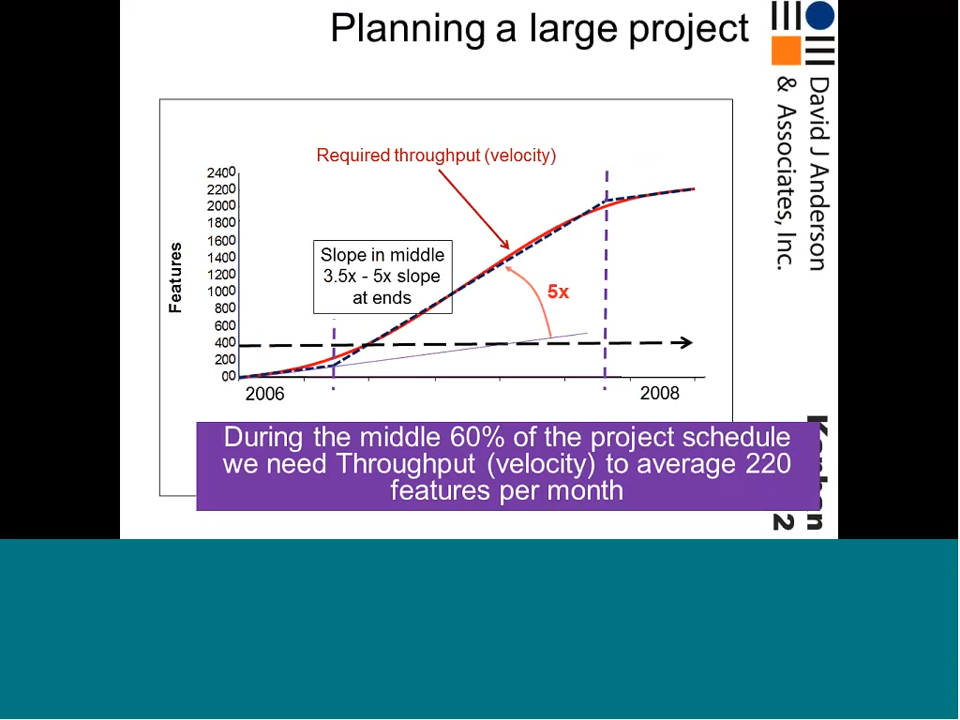 Planning a large project
David J Anderson
& Associates, Inc.
Required throughput (velocity)
2400
2200
2000
1800
1600
1400
1200
1000
800
600
400
200
00
Features
Slope in middle
3.5x - 5x slope
at ends
5x
2006
2008
During the middle 60% of the project schedule
we need Throughput (velocity) to average 220
features per month
2